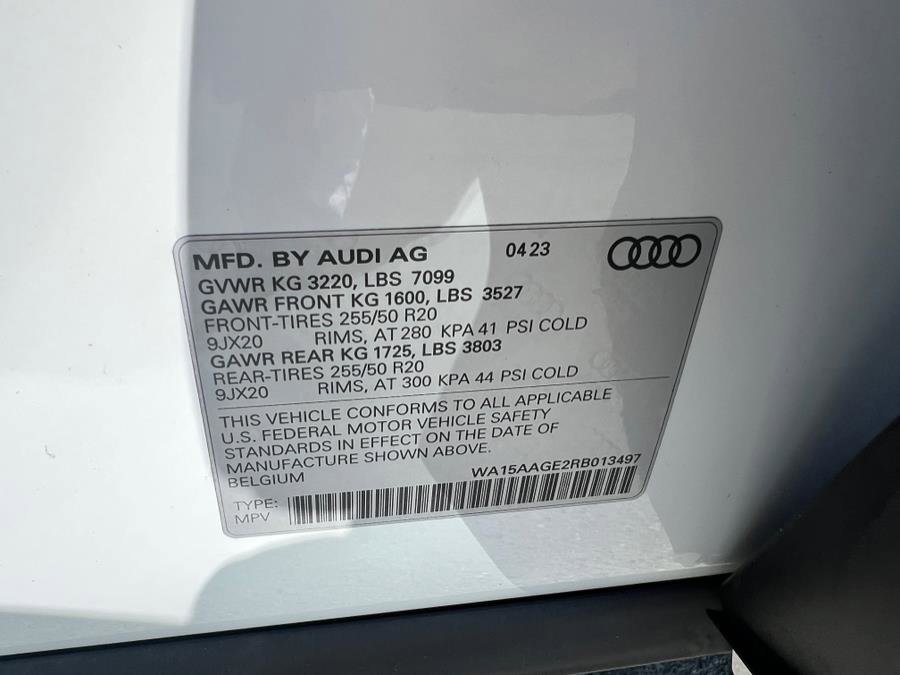 MFD. BY AUDI AG 04 23
GVWR KG 3220, LBS 7099
GAWR FRONT KG 1600, LBS 3527
FRONT-TIRES 255/50 R20
9JX20 RIMS, AT 280 KPA 41 PSI COLD
GAWR REAR KG 1725, LBS 3803
REAR-TIRES 255/50 R20
9JX20 RIMS, AT 300 KPA 44 PSI COLD
THIS VEHICLE CONFORMS TO ALL APPLICABLE
U.S. FEDERAL MOTOR VEHICLE SAFETY
STANDARDS IN EFFECT ON THE DATE OF
MANUFACTURE SHOWN ABOVE.
BELGIUM WA15AAGE2RB013497
TYPE:
MPV